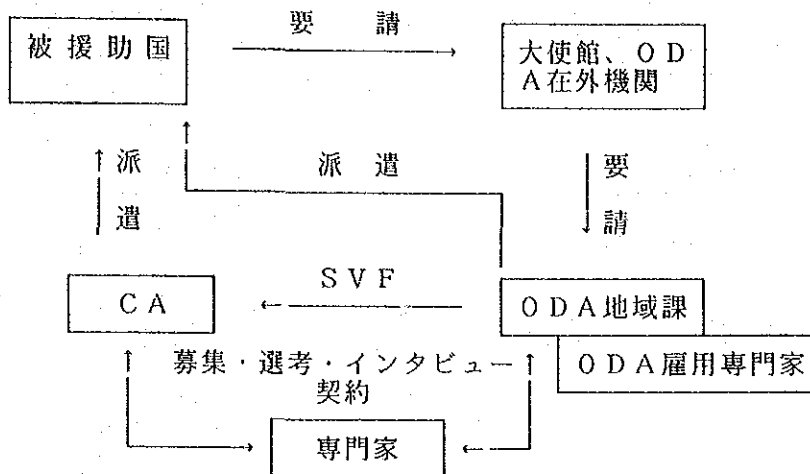 要請
被援助国
大使館、OD
A在外機関
派遣
派遣
要請
SVF
CA
ODA地域課
ODA雇用専門家
募集・選考・インタビュー
契約
専門家